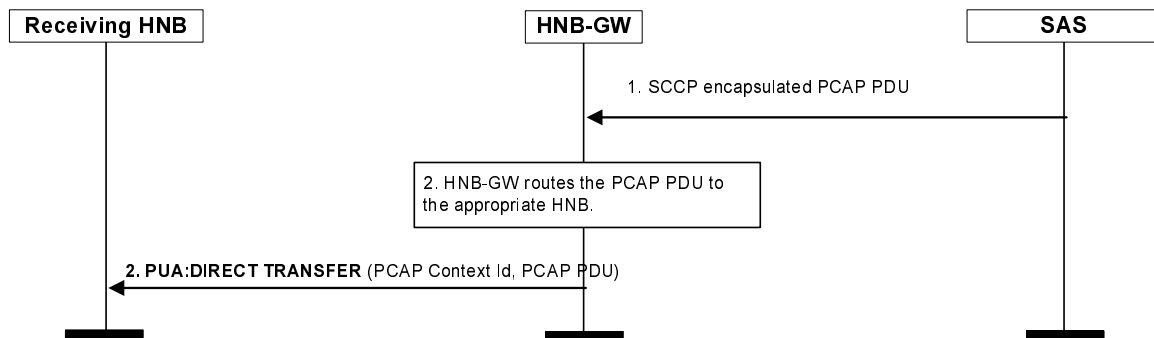 Receiving HNB
HNB-GW
SAS
1. SCCP encapsulated PCAP PDU
2. HNB-GW routes the PCAP PDU to
the appropriate HNB.
2. PUA:DIRECT TRANSFER (PCAP Context Id, PCAP PDU)